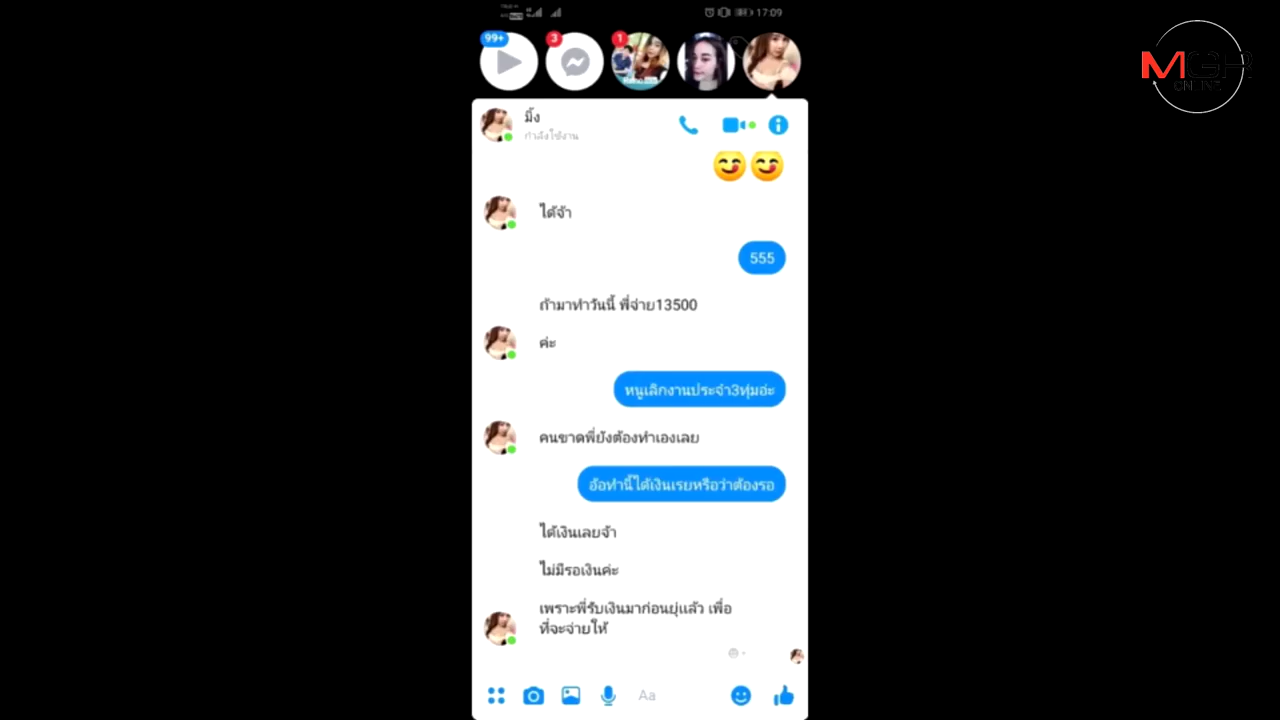 17:09
99+
3
1
MGR
ONLINE
มิ้ง
กำลังใช้งาน
ได้จ้า
555
ถ้ามาทำวันนี้ พี่จ่าย13500
ค่ะ
หนูเลิกงานประจำ3ทุ่มอ่ะ
คนขาดพี่ยังต้องทำเองเลย
อ้อทำนี้ได้เงินเรยหรือว่าต้องรอ
ได้เงินเลยจ้า
ไม่มีรอเงินค่ะ
เพราะพี่รับเงินมาก่อนยุ่แล้ว เพื่อ
ที่จะจ่ายให้
Aa